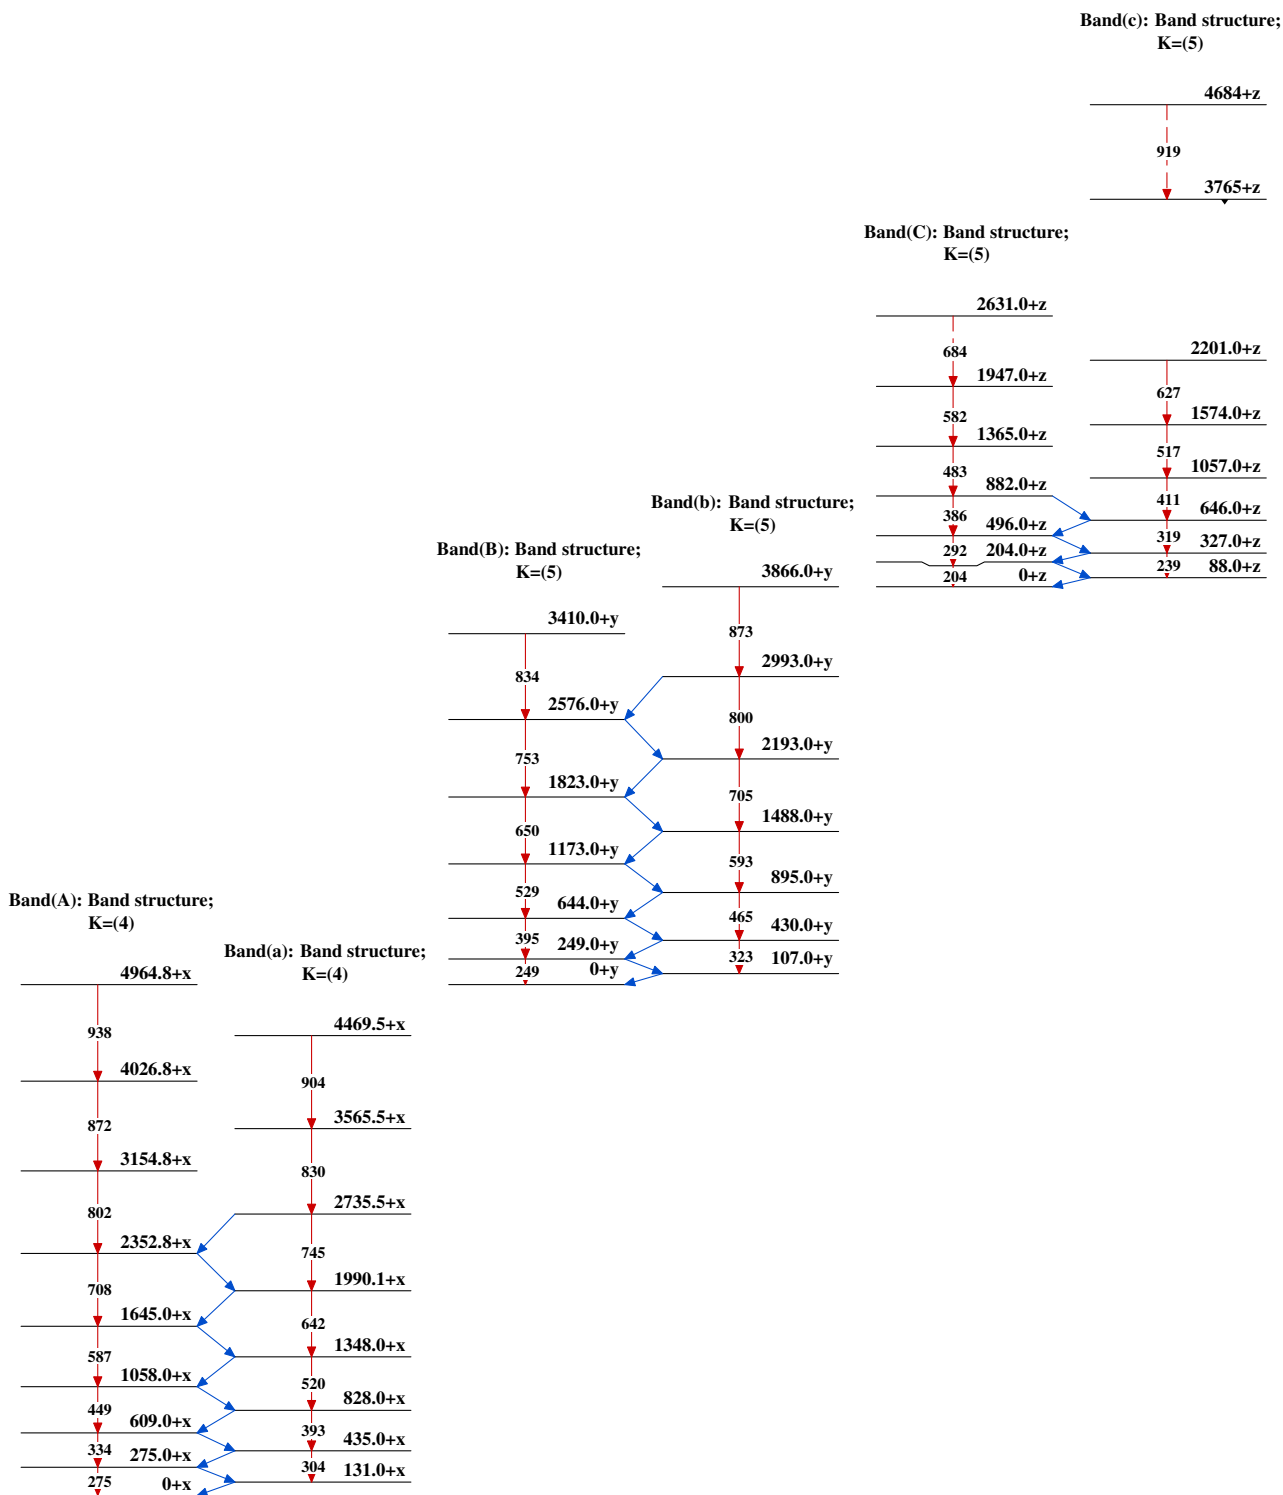 Band(A): Band structure;
K=(4)
4964.8+x
938
4026.8+x
872
3154.8+x
802
2352.8+x
708
1645.0+x
587
1058.0+x
449
609.0+x
334
275.0+x
275
0+x
Band(a): Band structure;
K=(4)
4469.5+x
904
3565.5+x
830
2735.5+x
745
1990.1+x
642
1348.0+x
520
828.0+x
393
435.0+x
304
131.0+x
Band(B): Band structure;
K=(5)
3410.0+y
834
2576.0+y
753
1823.0+y
650
1173.0+y
529
644.0+y
395
249.0+y
249
0+y
Band(b): Band structure;
K=(5)
3866.0+y
873
2993.0+y
800
2193.0+y
705
1488.0+y
593
895.0+y
465
430.0+y
323
107.0+y
Band(C): Band structure;
K=(5)
2631.0+z
684
1947.0+z
582
1365.0+z
483
882.0+z
386
496.0+z
292
204.0+z
204
0+z
Band(c): Band structure;
K=(5)
4684+z
919
3765+z
2201.0+z
627
1574.0+z
517
1057.0+z
411
646.0+z
319
327.0+z
239
88.0+z